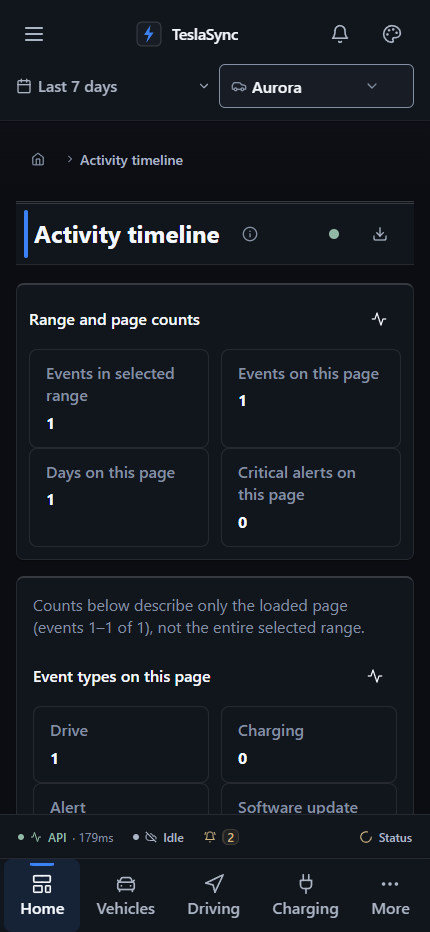 TeslaSync
Last 7 days
Aurora
Activity timeline
Activity timeline
Range and page counts
Events in selected
range
1
Events on this page
1
Days on this page
1
Critical alerts on
this page
0
Counts below describe only the loaded page
(events 1–1 of 1), not the entire selected range.
Event types on this page
Drive
1
Charging
0
Alert
Software update
API · 179ms
Idle
2
Status
Home
Vehicles
Driving
Charging
More